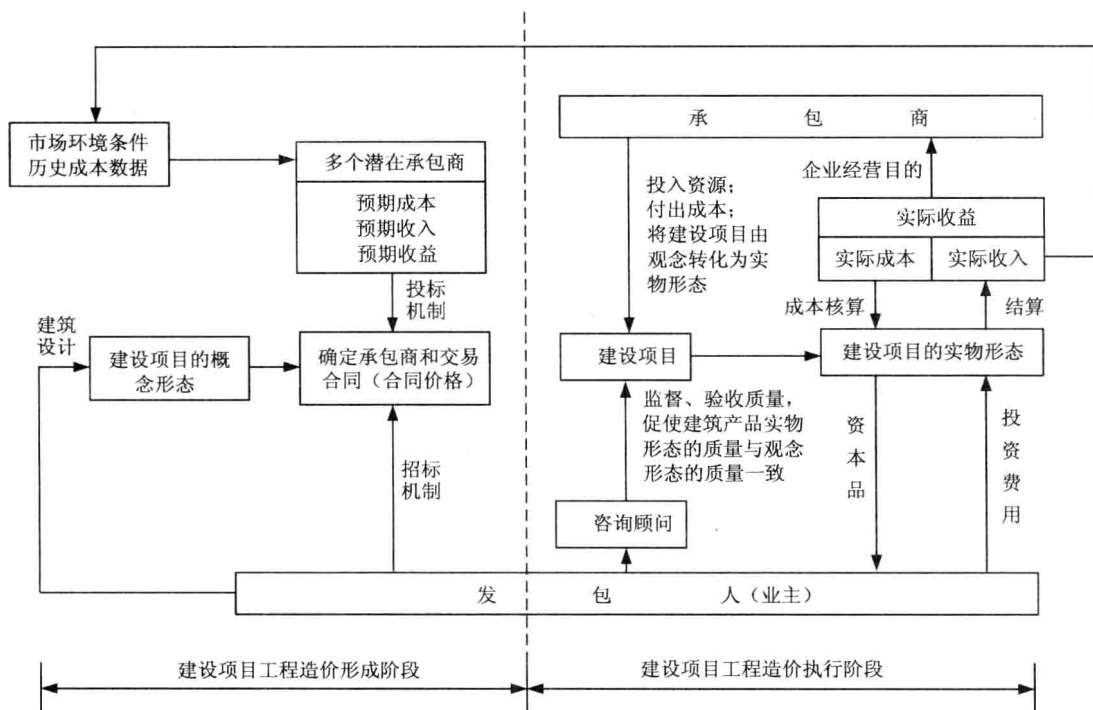 市场环境条件
历史成本数据
多个潜在承包商
预期成本
预期收入
预期收益
投标
机制
建筑
设计
建设项目的概
念形态
确定承包商和交易
合同（合同价格）
招标
机制
承包商
投入资源；
付出成本；
将建设项目由
观念转化为实
物形态
企业经营目的
实际收益
实际成本 实际收入
成本核算 结算
建设项目
建设项目的实物形态
监督、验收质量，
促使建筑产品实物
形态的质量与观念
形态的质量一致
资本品
投资费用
咨询顾问
发包人（业主）
建设项目工程造价形成阶段
建设项目工程造价执行阶段